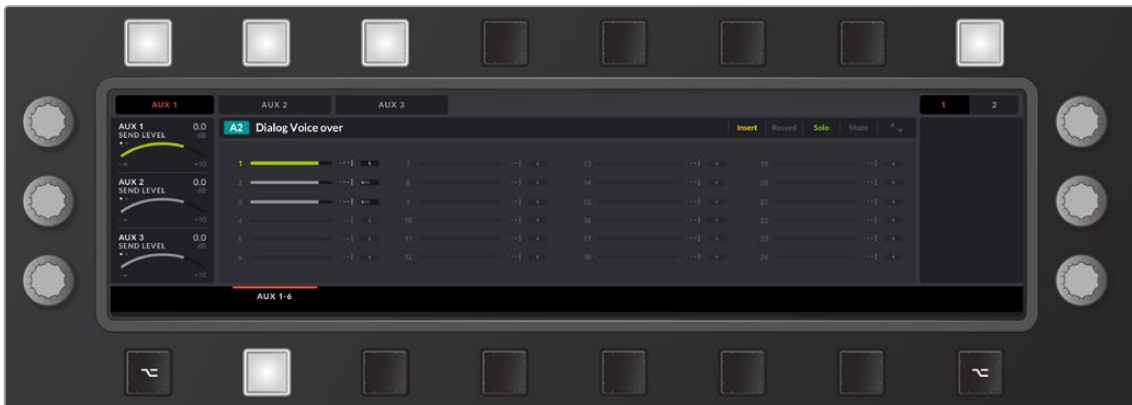 AUX 1 AUX 2 AUX 3 1 2
AUX 1 0.0
SEND LEVEL dB
-∞ +10
AUX 2 0.0
SEND LEVEL dB
-∞ +10
AUX 3 0.0
SEND LEVEL dB
-∞ +10
A2 Dialog Voice over Insert Record Solo Mute
1 7 13 19
2 8 14 20
3 9 15 21
4 10 16 22
5 11 17 23
6 12 18 24
AUX 1-6